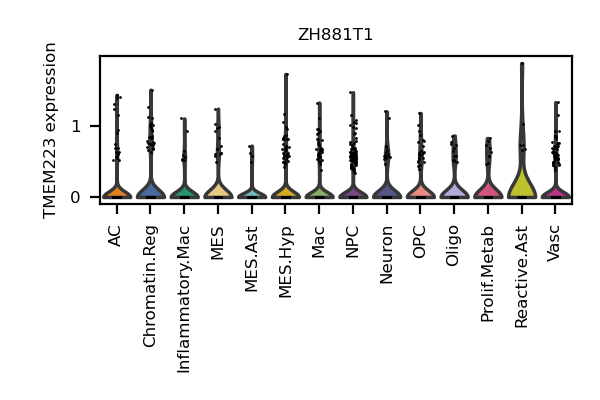 ZH881T1
TMEM223 expression
1
0
AC
Chromatin.Reg
Inflammatory.Mac
MES
MES.Ast
MES.Hyp
Mac
NPC
Neuron
OPC
Oligo
Prolif.Metab
Reactive.Ast
Vasc